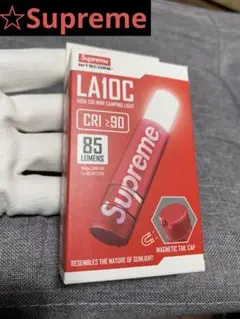 ☆Supreme
Supreme
NITECORE
LA10C
HIGH CRI MINI CAMPING LIGHT
CRI ≥90
85
LUMENS
Supreme
MAGNETIC TAIL CAP
RESEMBLES THE NATURE OF SUNLIGHT